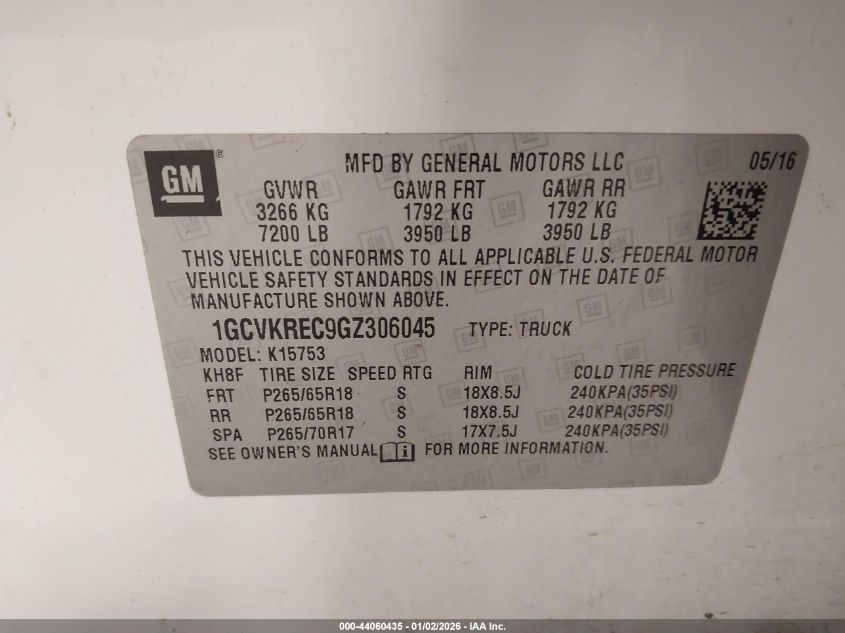 GM
MFD BY GENERAL MOTORS LLC 05/16
GVWR GAWR FRT GAWR RR
3266 KG 1792 KG 1792 KG
7200 LB 3950 LB 3950 LB
THIS VEHICLE CONFORMS TO ALL APPLICABLE U.S. FEDERAL MOTOR
VEHICLE SAFETY STANDARDS IN EFFECT ON THE DATE OF
MANUFACTURE SHOWN ABOVE.
1GCVKREC9GZ306045 TYPE: TRUCK
MODEL: K15753
KH8F TIRE SIZE SPEED RTG RIM COLD TIRE PRESSURE
FRT P265/65R18 S 18X8.5J 240KPA(35PSI)
RR P265/65R18 S 18X8.5J 240KPA(35PSI)
SPA P265/70R17 S 17X7.5J 240KPA(35PSI)
SEE OWNER'S MANUAL FOR MORE INFORMATION.
000-44060435 - 01/02/2026 - IAA Inc.